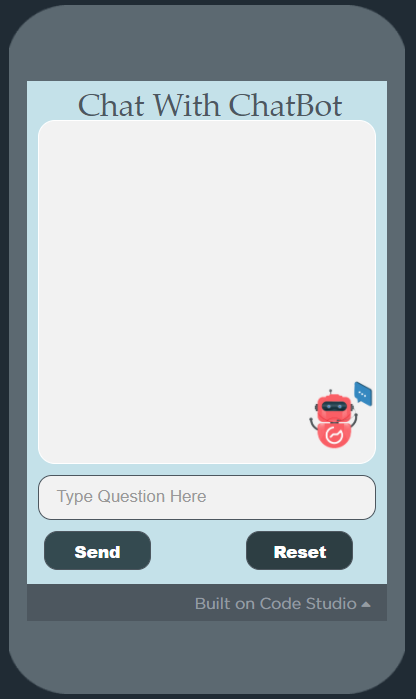 Chat With ChatBot
Type Question Here
Send
Reset
Built on Code Studio